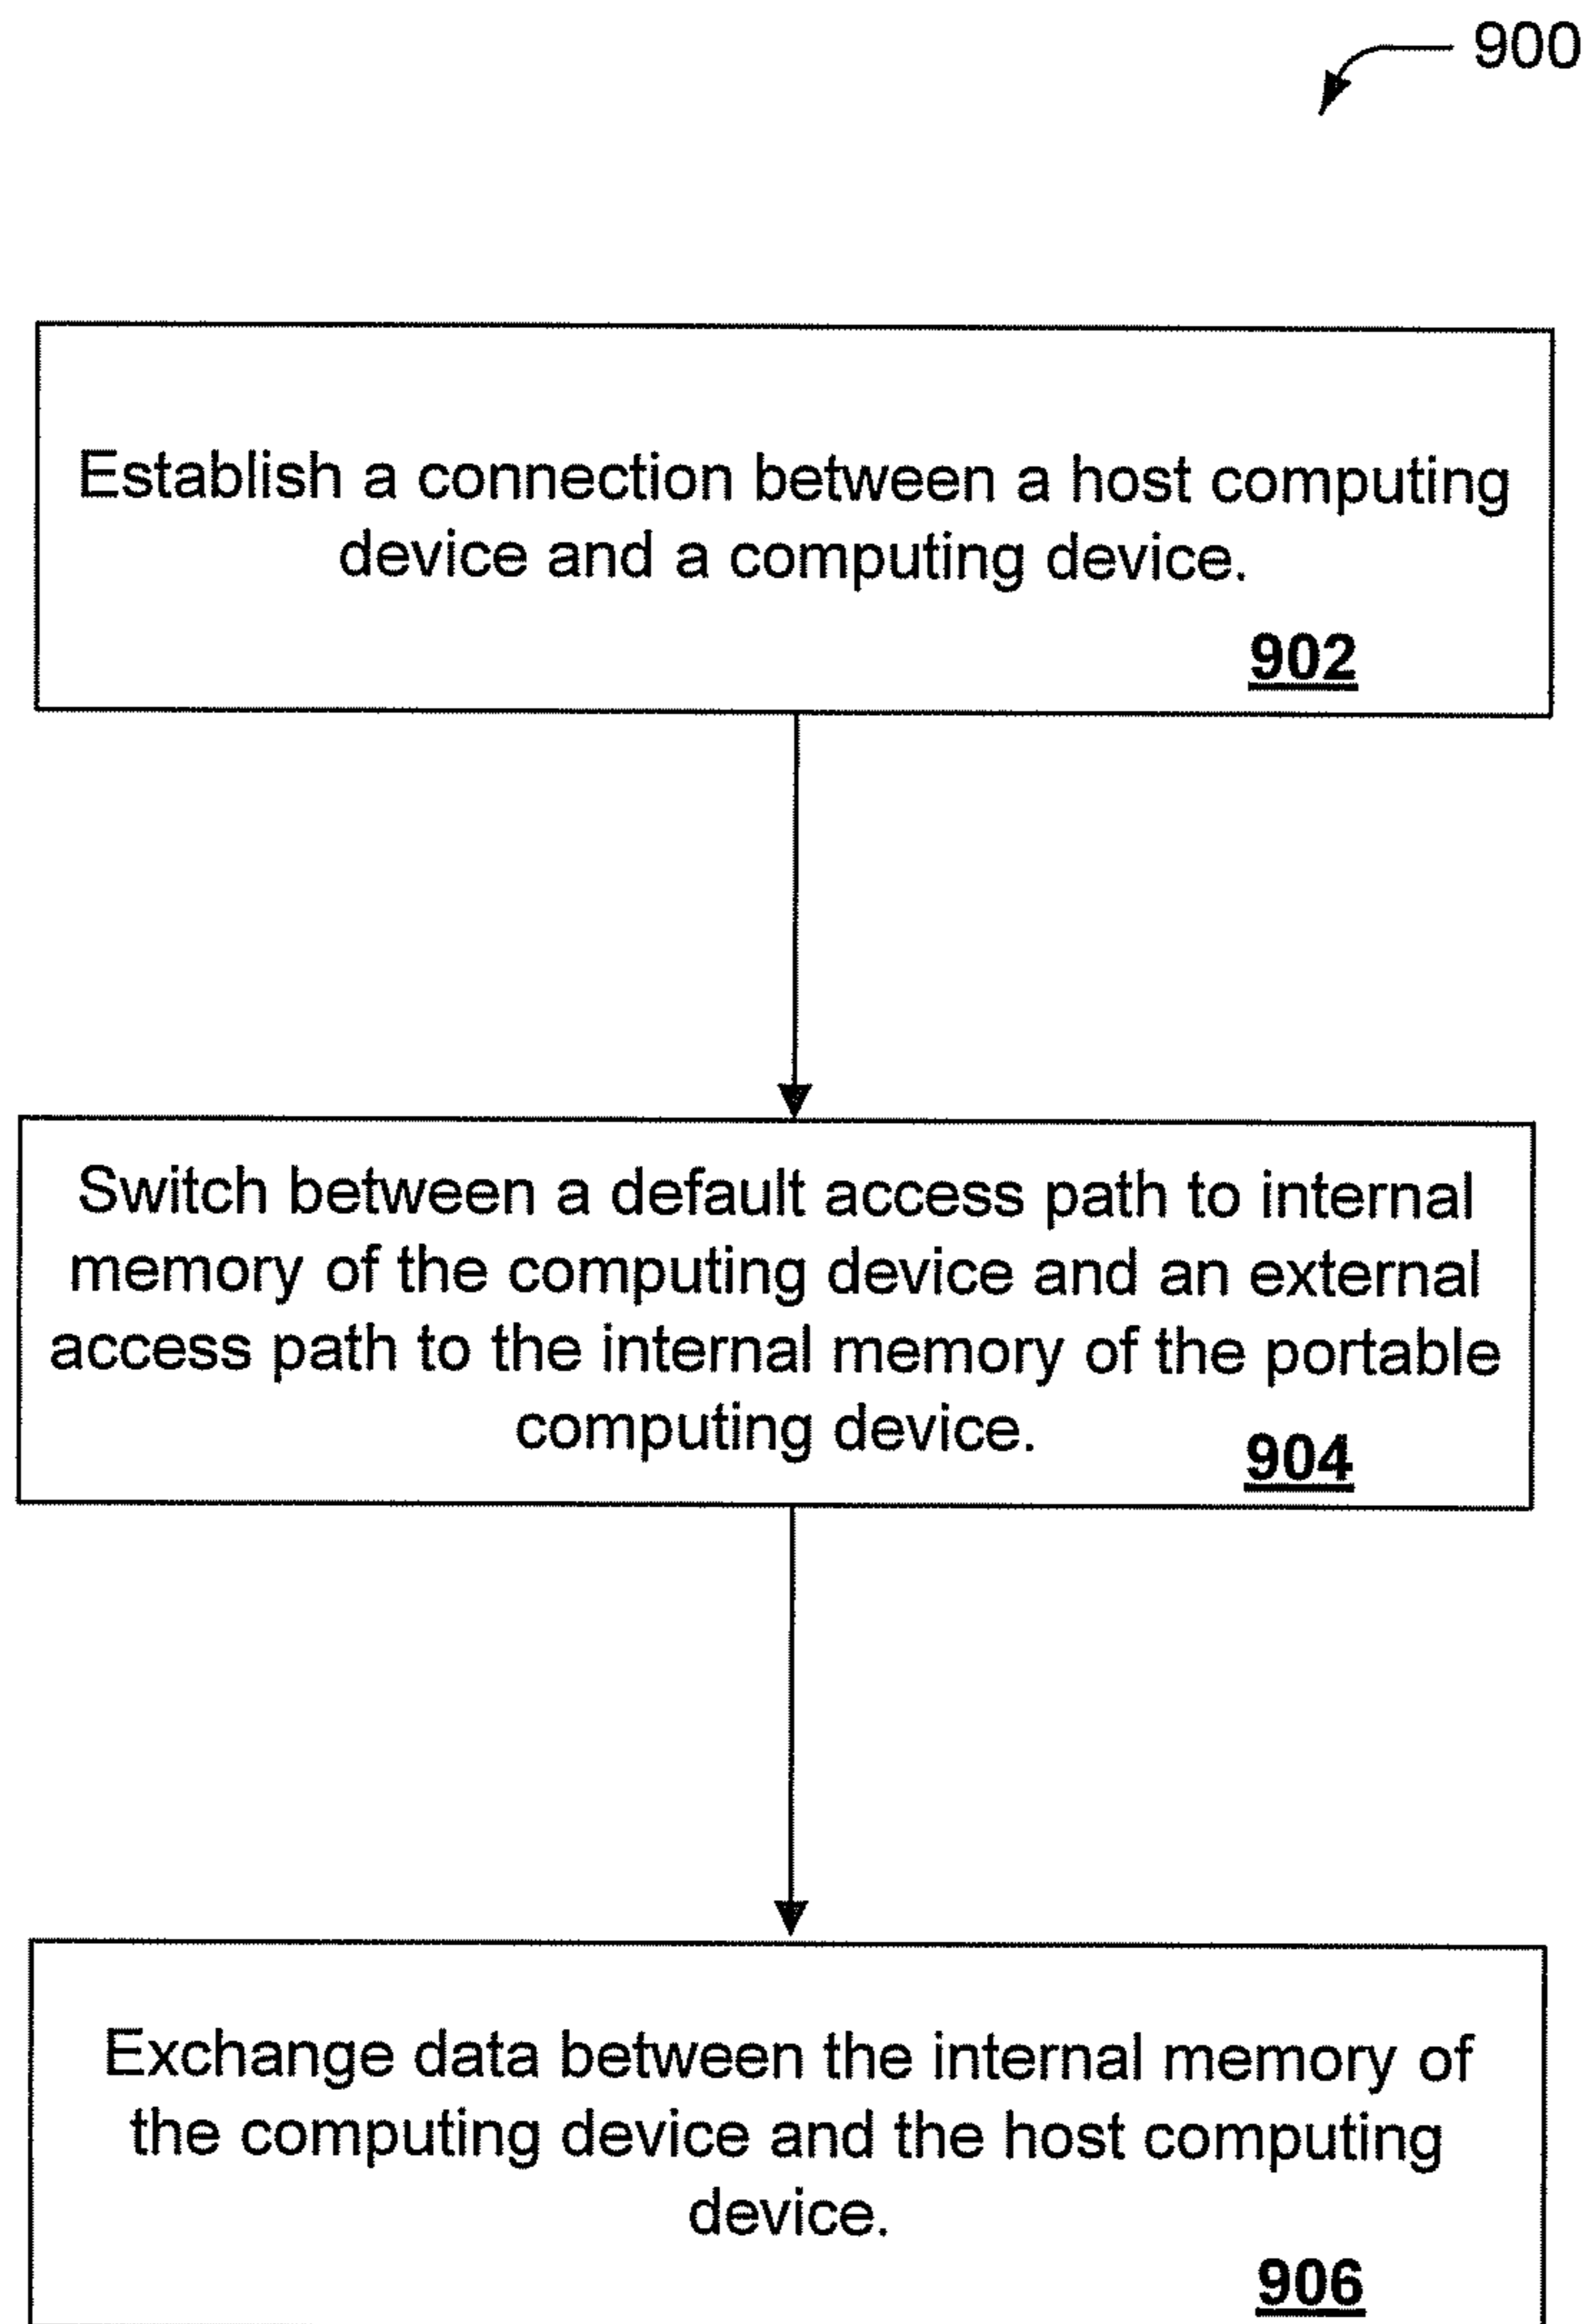 900
Establish a connection between a host computing
device and a computing device.
902
Switch between a default access path to internal
memory of the computing device and an external
access path to the internal memory of the portable
computing device.
904
Exchange data between the internal memory of
the computing device and the host computing
device.
906